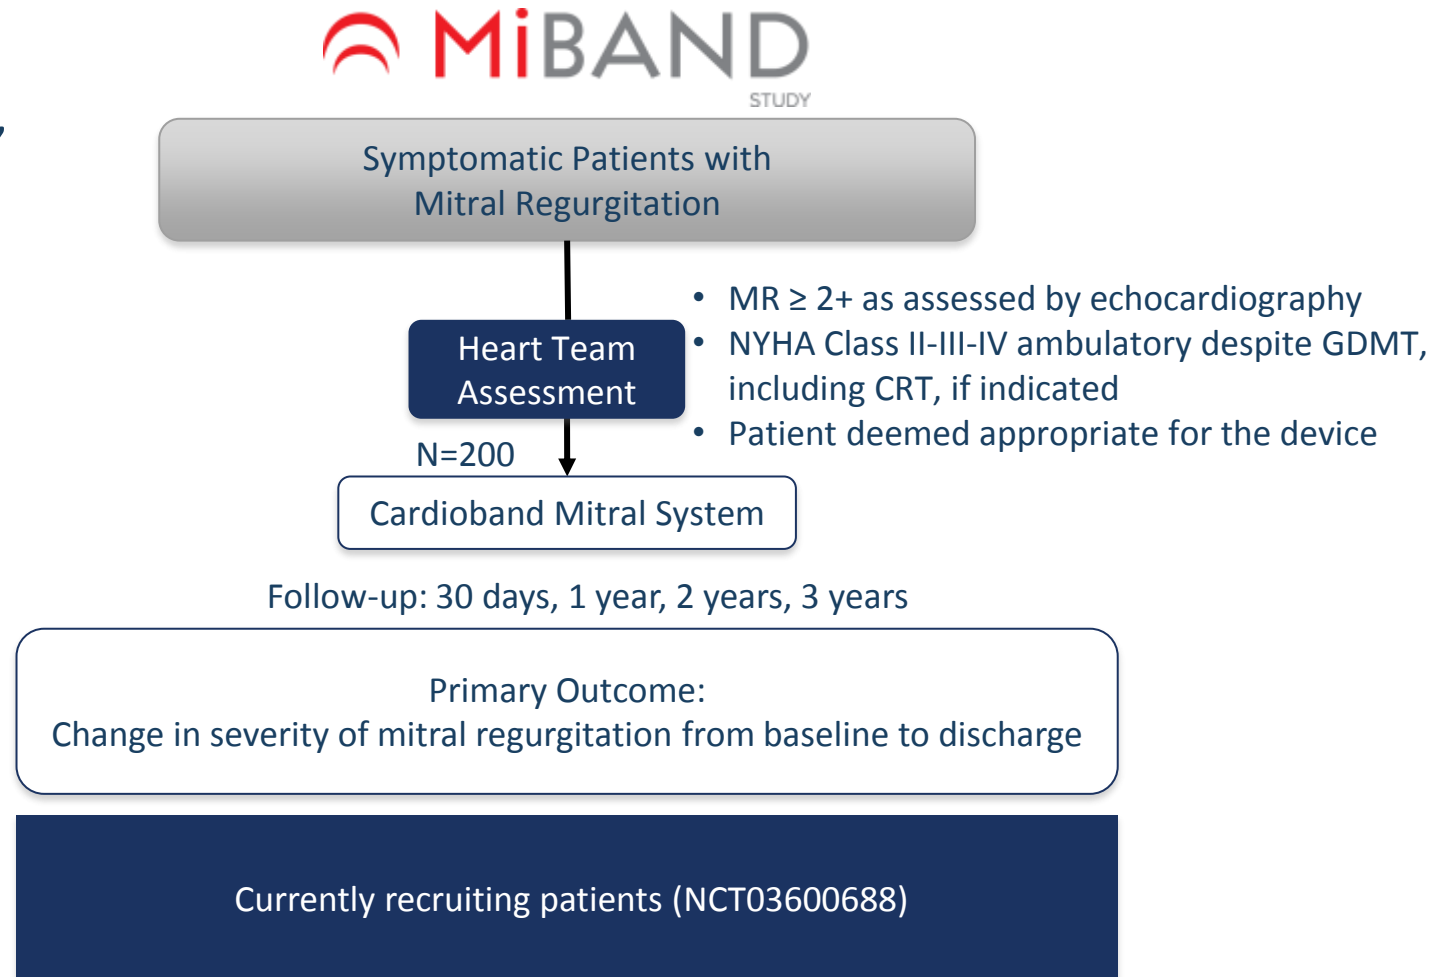 MiBAND
STUDY
Symptomatic Patients with
Mitral Regurgitation
Heart Team
Assessment
• MR ≥ 2+ as assessed by echocardiography
• NYHA Class II-III-IV ambulatory despite GDMT,
including CRT, if indicated
• Patient deemed appropriate for the device
N=200
Cardioband Mitral System
Follow-up: 30 days, 1 year, 2 years, 3 years
Primary Outcome:
Change in severity of mitral regurgitation from baseline to discharge
Currently recruiting patients (NCT03600688)